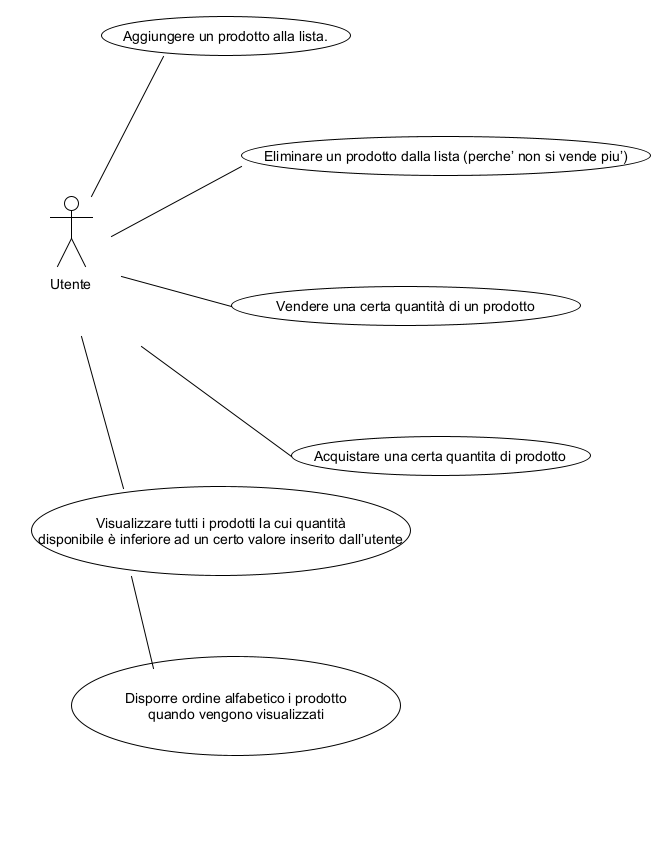 Aggiungere un prodotto alla lista.
Eliminare un prodotto dalla lista (perche' non si vende piu')
Utente
Vendere una certa quantità di un prodotto
Acquistare una certa quantita di prodotto
Visualizzare tutti i prodotti la cui quantità
disponibile è inferiore ad un certo valore inserito dall'utente
Disporre ordine alfabetico i prodotto
quando vengono visualizzati